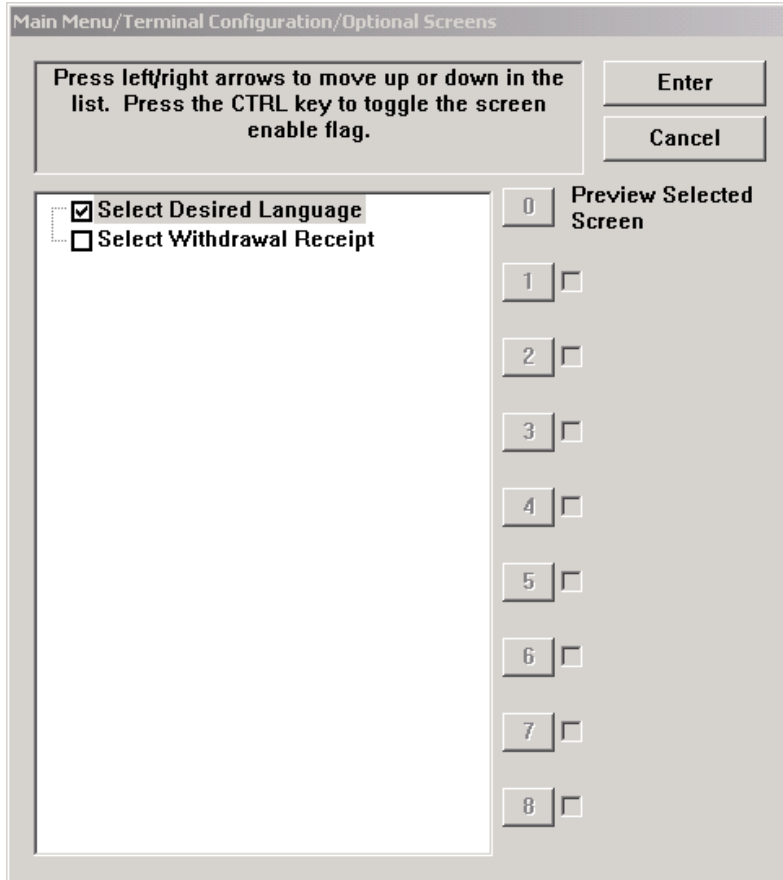 Main Menu/Terminal Configuration/Optional Screens
Press left/right arrows to move up or down in the
list. Press the CTRL key to toggle the screen
enable flag.
Enter
Cancel
Select Desired Language
Select Withdrawal Receipt
0 Preview Selected
Screen
1
2
3
4
5
6
7
8